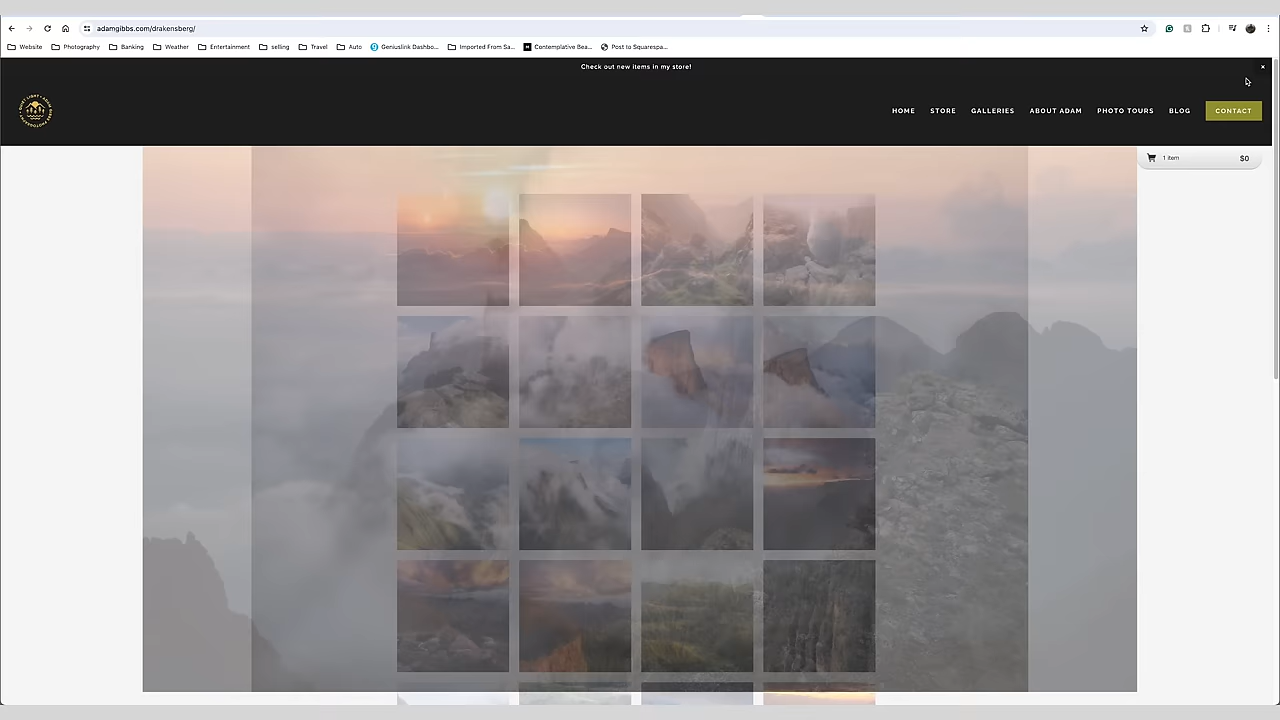 adamgibbs.com/drakensberg/
Website Photography Banking Weather Entertainment selling Travel Auto Geniuslink Dashbo... Imported From Sa... Contemplative Bea... Post to Squarespa...
Check out new items in my store!
HOME STORE GALLERIES ABOUT ADAM PHOTO TOURS BLOG CONTACT
1 item $0